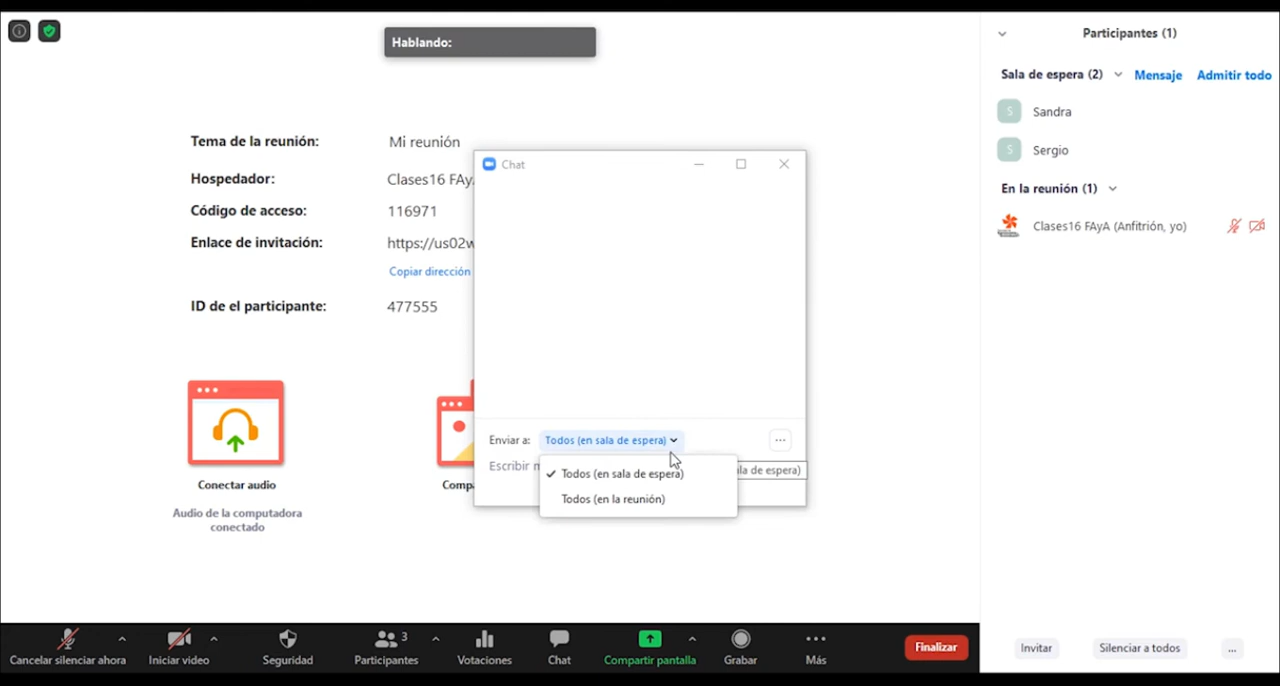 Hablando:
Participantes (1)
Sala de espera (2) Mensaje Admitir todo
S Sandra
S Sergio
En la reunión (1)
Clases16 FAyA (Anfitrión, yo)
Tema de la reunión: Mi reunión
Hospedador: Clases16 FAy
Código de acceso: 116971
Enlace de invitación: https://us02w
Copiar dirección
ID de el participante: 477555
Conectar audio
Audio de la computadora
conectado
Comp
Chat
Enviar a: Todos (en sala de espera)
Escribir
Todos (en sala de espera)
Todos (en la reunión)
ala de espera)
Cancelar silenciar ahora
Iniciar video
Seguridad
Participantes 3
Votaciones
Chat
Compartir pantalla
Grabar
Más
Finalizar
Invitar
Silenciar a todos
...